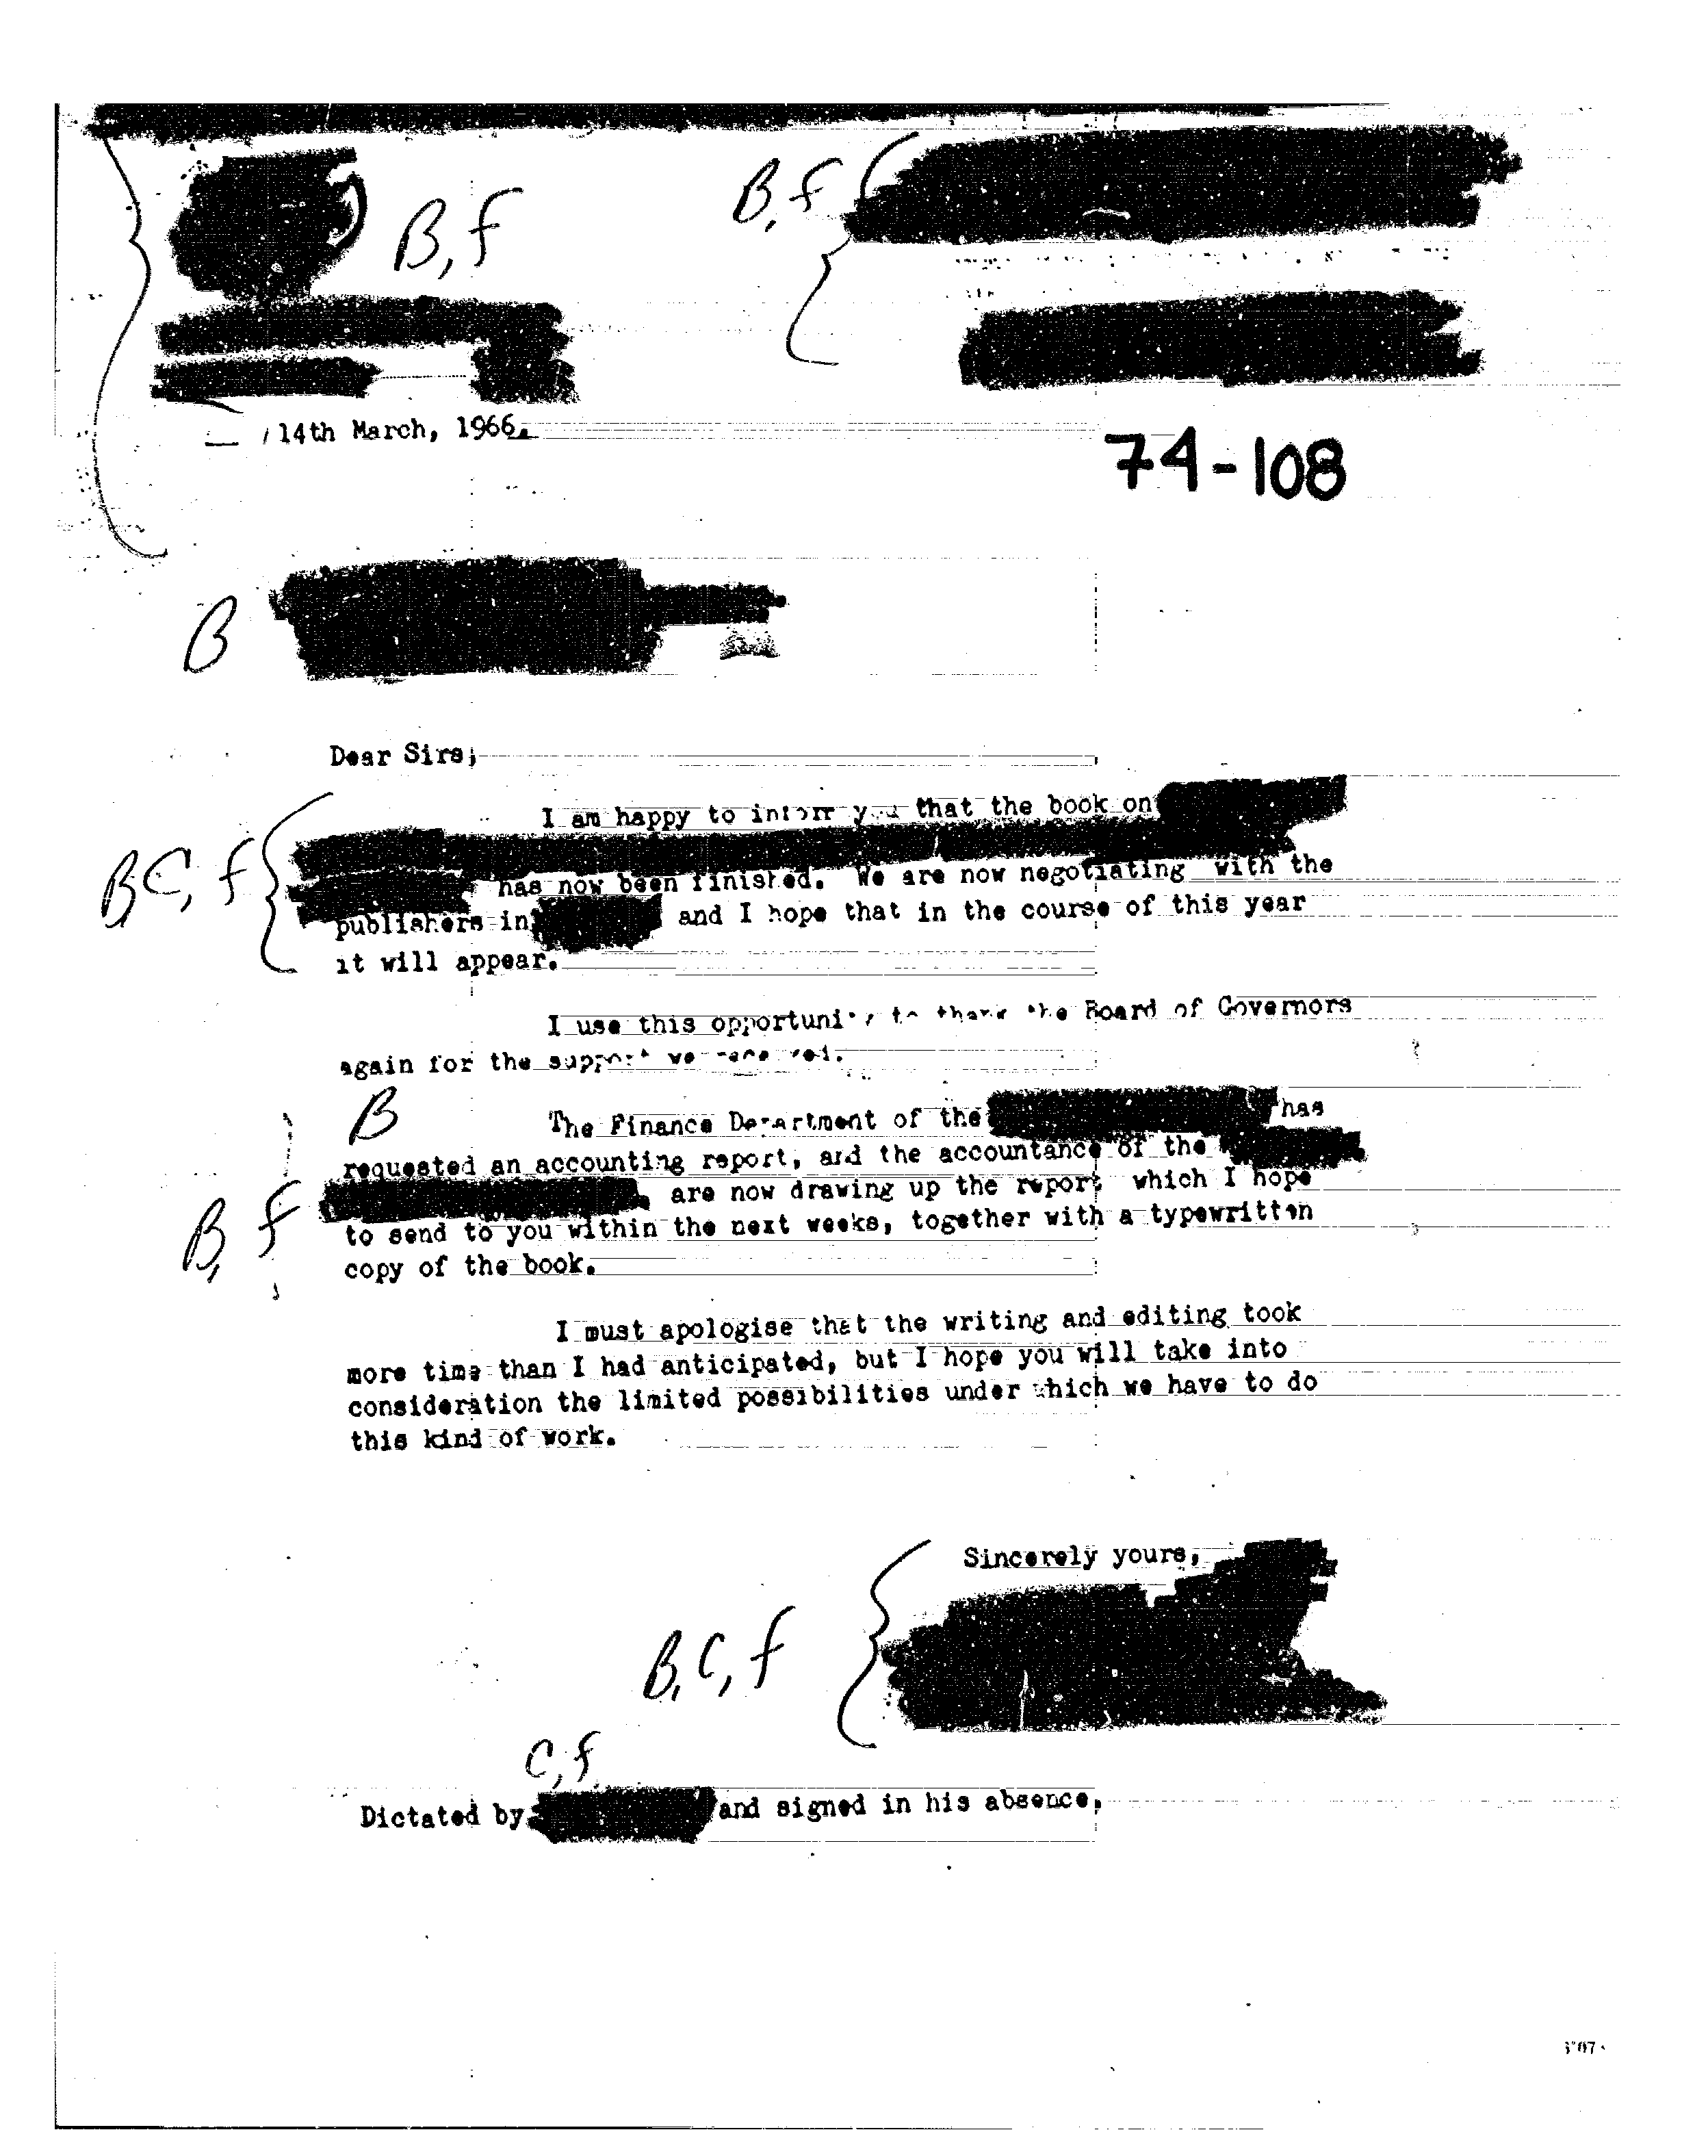 B, f
B, f
14th March, 1966.
74-108
B
Dear Sirs,
I am happy to inform you that the book on
BC, f
has now been finished. We are now negotiating with the
publishers in and I hope that in the course of this year
it will appear.
I use this opportunity to thank the Board of Governors
again for the support we received.
B
The Finance Department of the has
requested an accounting report, and the accountance of the
are now drawing up the report which I hope
B, f
to send to you within the next weeks, together with a typewritten
copy of the book.
I must apologise that the writing and editing took
more time than I had anticipated, but I hope you will take into
consideration the limited possibilities under which we have to do
this kind of work.
Sincerely yours,
B, C, f
C, f
Dictated by and signed in his absence,